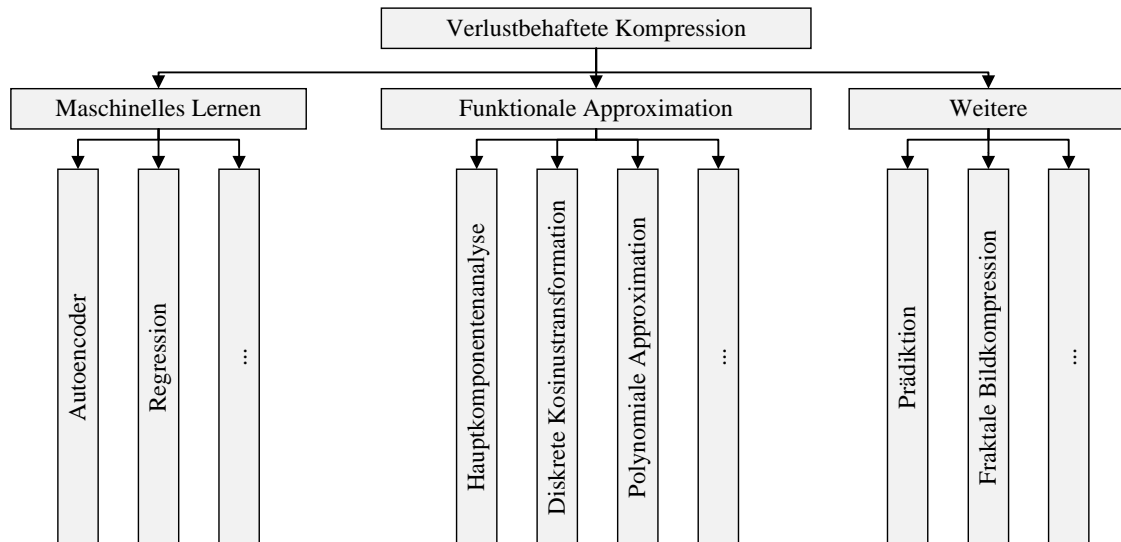 Verlustbehaftete Kompression
Maschinelles Lernen
Funktionale Approximation
Weitere
Autoencoder
Regression
...
Hauptkomponentenanalyse
Diskrete Kosinustransformation
Polynomiale Approximation
...
Prädiktion
Fraktale Bildkompression
...